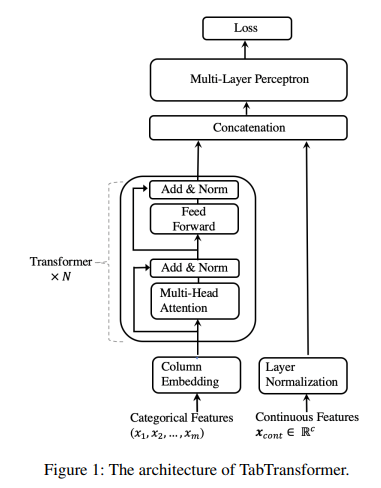 Loss
Multi-Layer Perceptron
Concatenation
Add & Norm
Feed
Forward
Transformer
× N
Add & Norm
Multi-Head
Attention
Column
Embedding
Layer
Normalization
Categorical Features
(x₁, x₂, ..., xₘ)
Continuous Features
x_cont ∈ ℝᶜ
Figure 1: The architecture of TabTransformer.